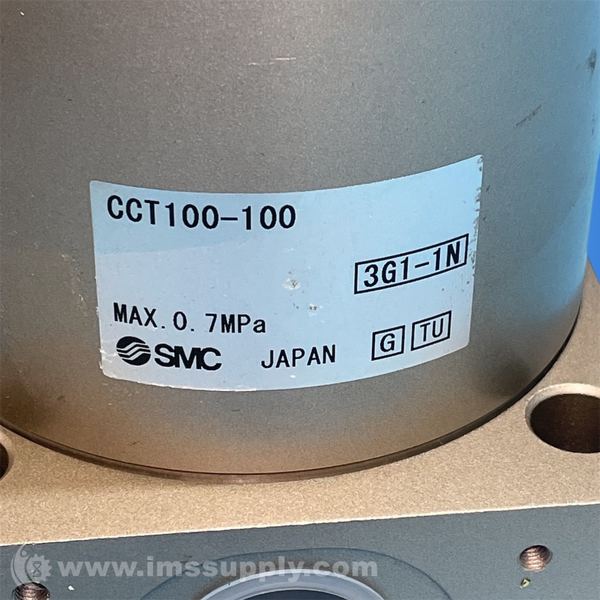 CCT100-100
3G1-1N
MAX. 0.7MPa
SMC JAPAN G TU
www.imssupply.com